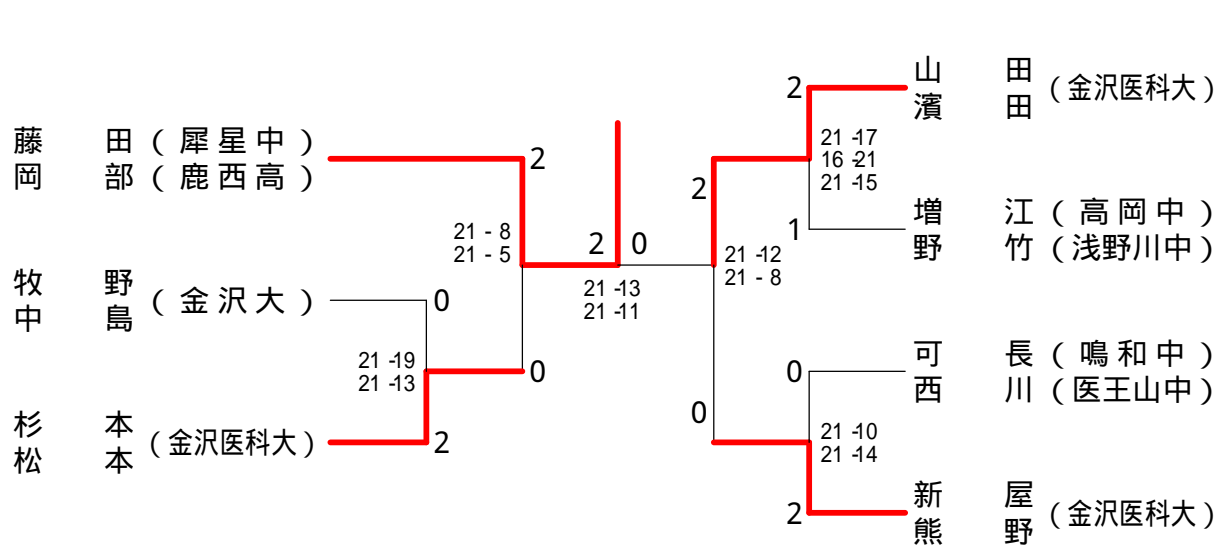 藤　　田 ( 犀 星 中 )
岡　　部 ( 鹿 西 高 )
2
21 - 8
21 - 5
牧　　野
中　　島
( 金 沢 大 )
0
21 -19
21 -13
0
杉　　本
松　　本
(金沢医科大)
2
2 0
21 -13
21 -11
山　　田
濱　　田
(金沢医科大)
2
21 -17
16 -21
21 -15
2
増　　江 ( 高 岡 中 )
野　　竹 (浅野川中)
1
21 -12
21 - 8
可　　長 ( 鳴 和 中 )
西　　川 (医王山中)
0
0
21 -10
21 -14
新　　屋
熊　　野
(金沢医科大)
2